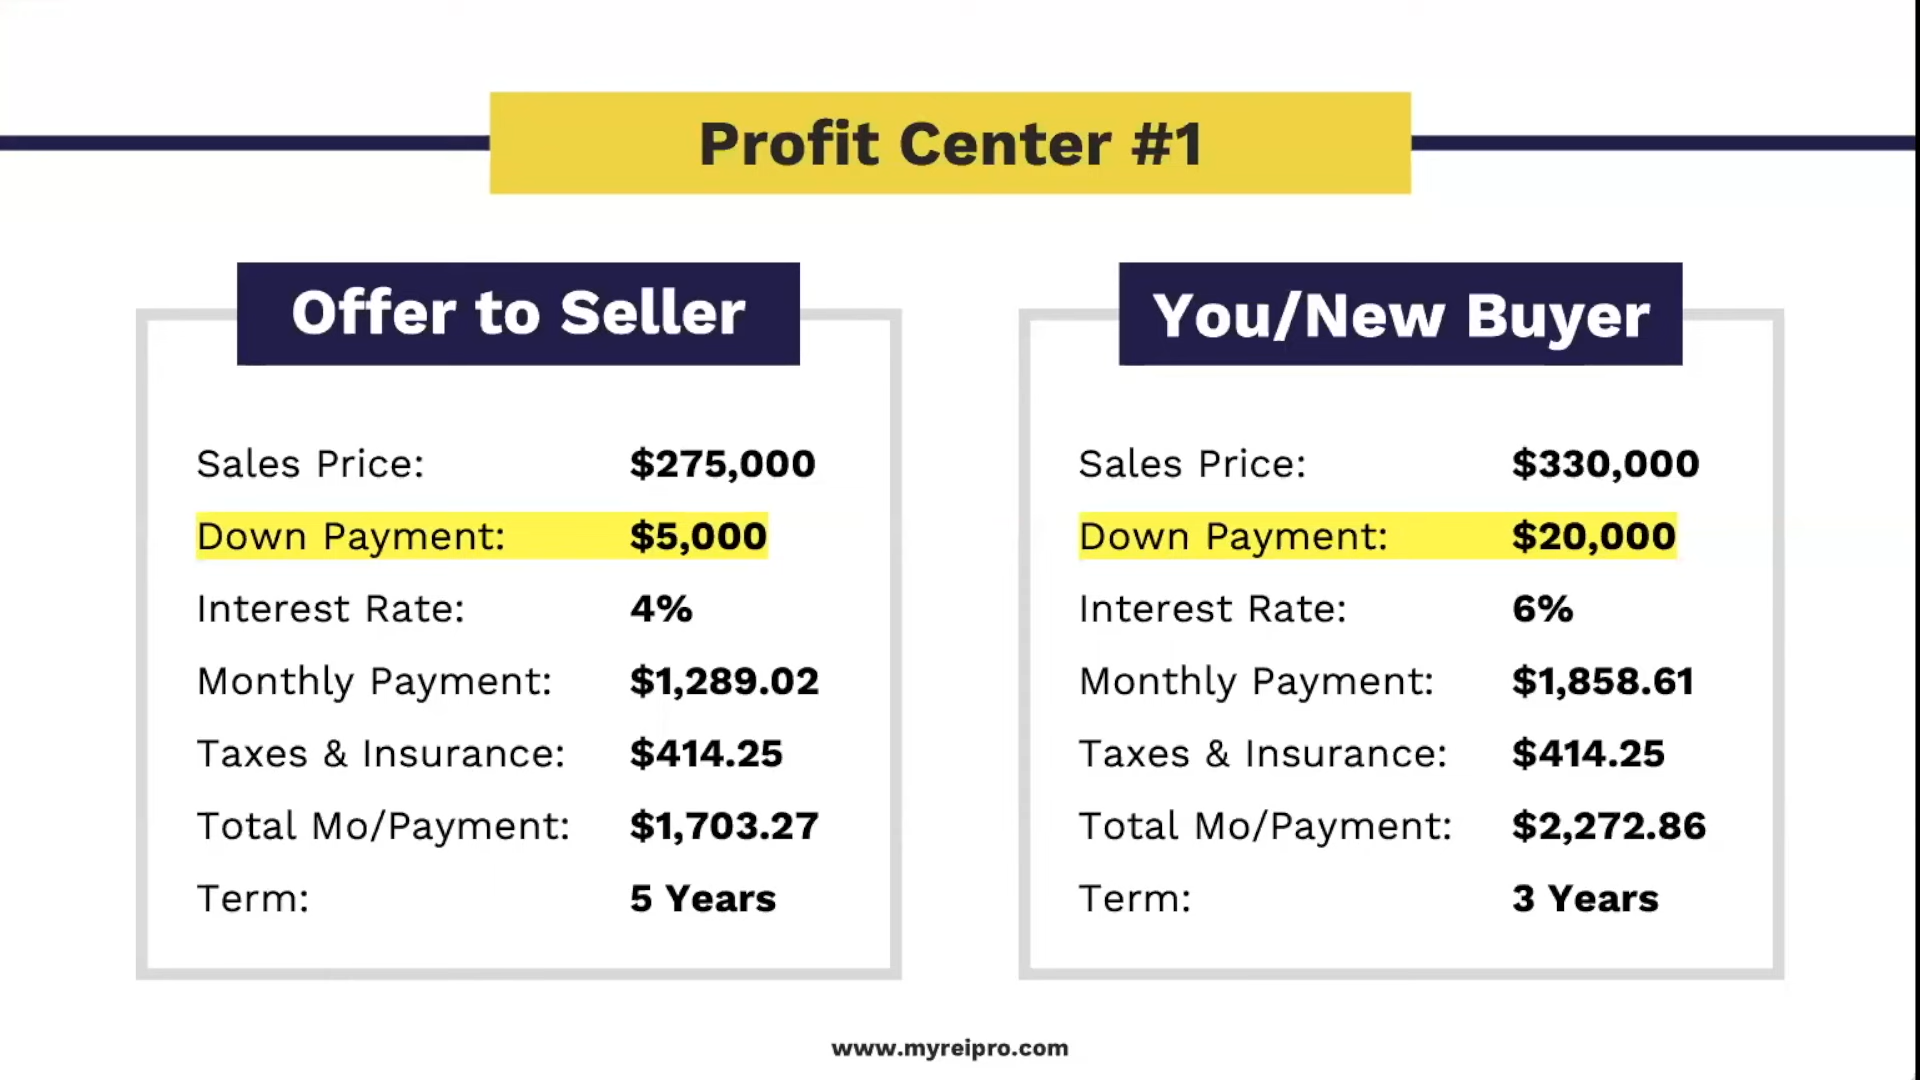 Profit Center #1
Offer to Seller
Sales Price: $275,000
Down Payment: $5,000
Interest Rate: 4%
Monthly Payment: $1,289.02
Taxes & Insurance: $414.25
Total Mo/Payment: $1,703.27
Term: 5 Years
You/New Buyer
Sales Price: $330,000
Down Payment: $20,000
Interest Rate: 6%
Monthly Payment: $1,858.61
Taxes & Insurance: $414.25
Total Mo/Payment: $2,272.86
Term: 3 Years
www.myreipro.com